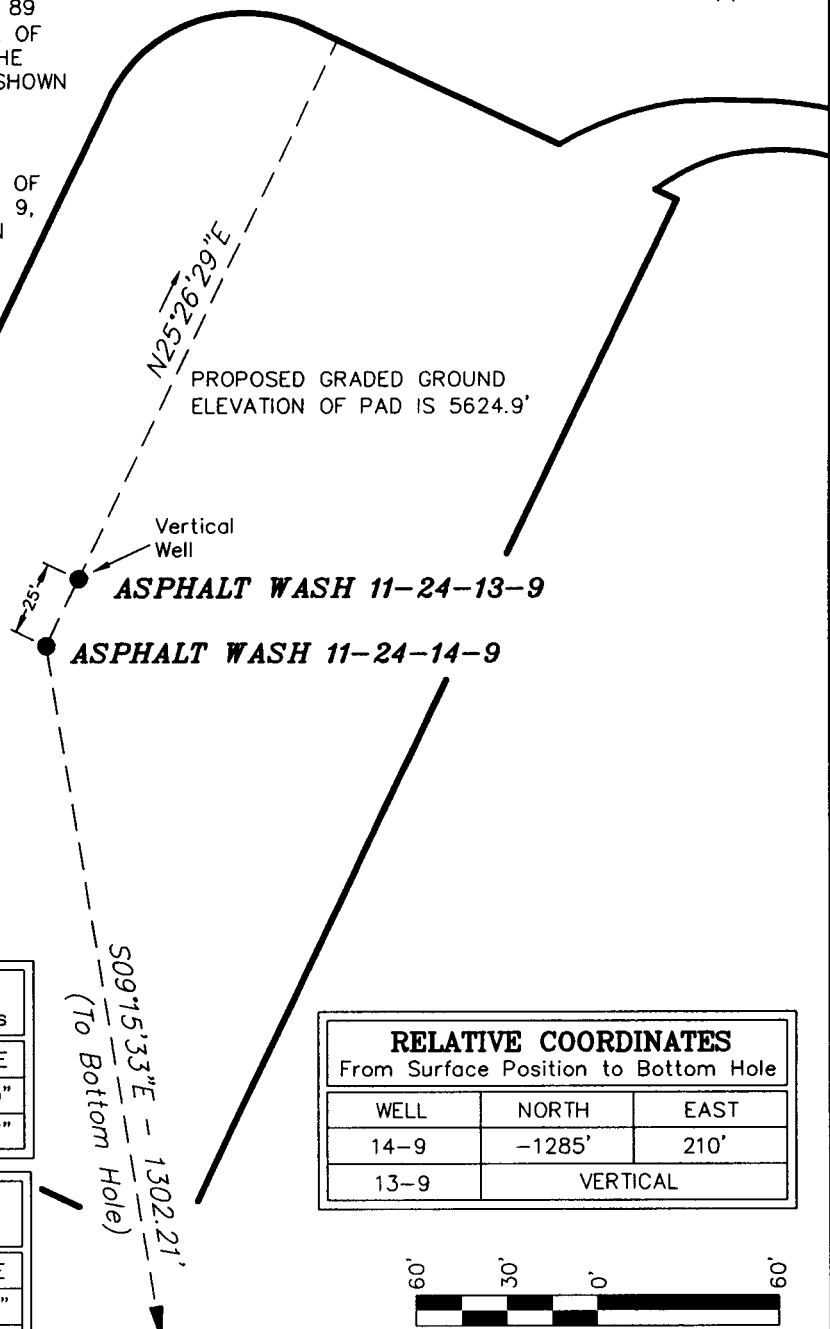 89
OF
HE
SHOWN
OF
9,
N25°26'29"E
PROPOSED GRADED GROUND
ELEVATION OF PAD IS 5624.9'
Vertical
Well
25'
ASPHALT WASH 11-24-13-9
ASPHALT WASH 11-24-14-9
S09°15'33"E - 1302.21'
(To Bottom Hole)
s
E
"
"
E
"
RELATIVE COORDINATES
From Surface Position to Bottom Hole
WELL NORTH EAST
14-9 -1285' 210'
13-9 VERTICAL
60' 30' 0' 60'